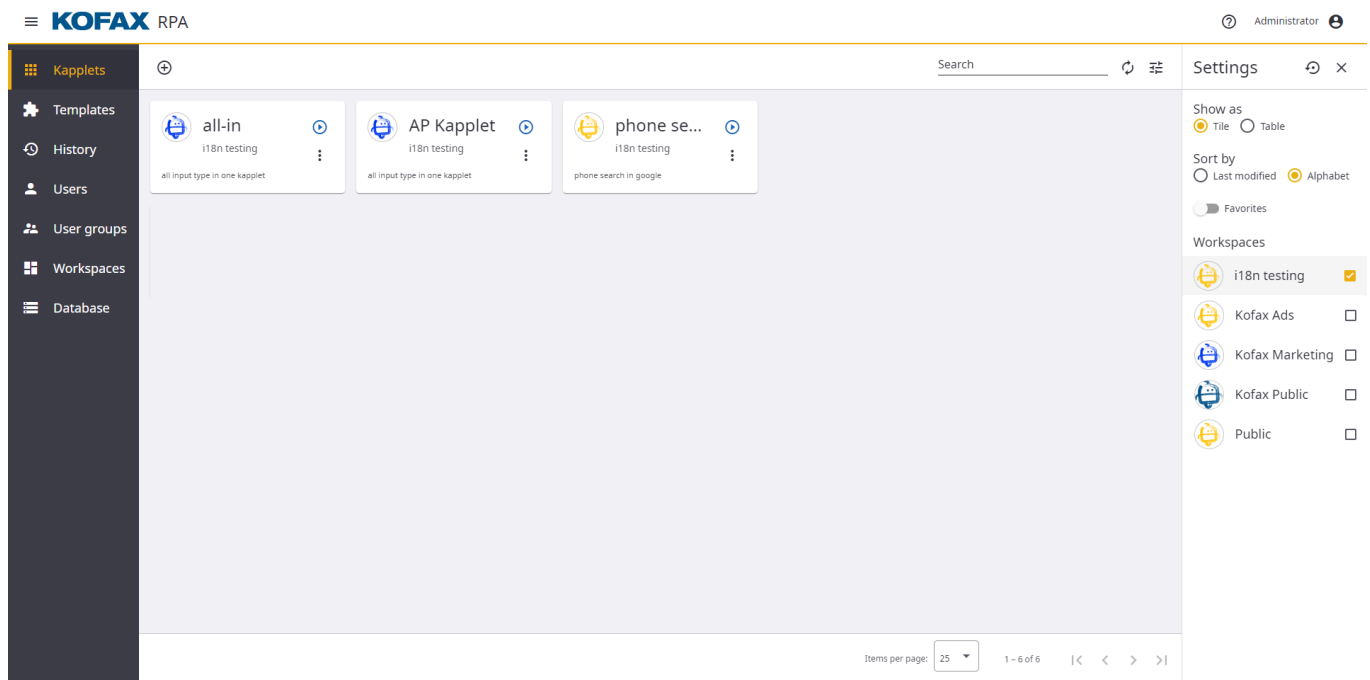 KOFAX RPA
Administrator
Kapplets
Templates
History
Users
User groups
Workspaces
Database
Search
all-in
i18n testing
all input type in one kapplet
AP Kapplet
i18n testing
all input type in one kapplet
phone se...
i18n testing
phone search in google
Items per page: 25
1 – 6 of 6
Settings
Show as
Tile Table
Sort by
Last modified Alphabet
Favorites
Workspaces
i18n testing
Kofax Ads
Kofax Marketing
Kofax Public
Public